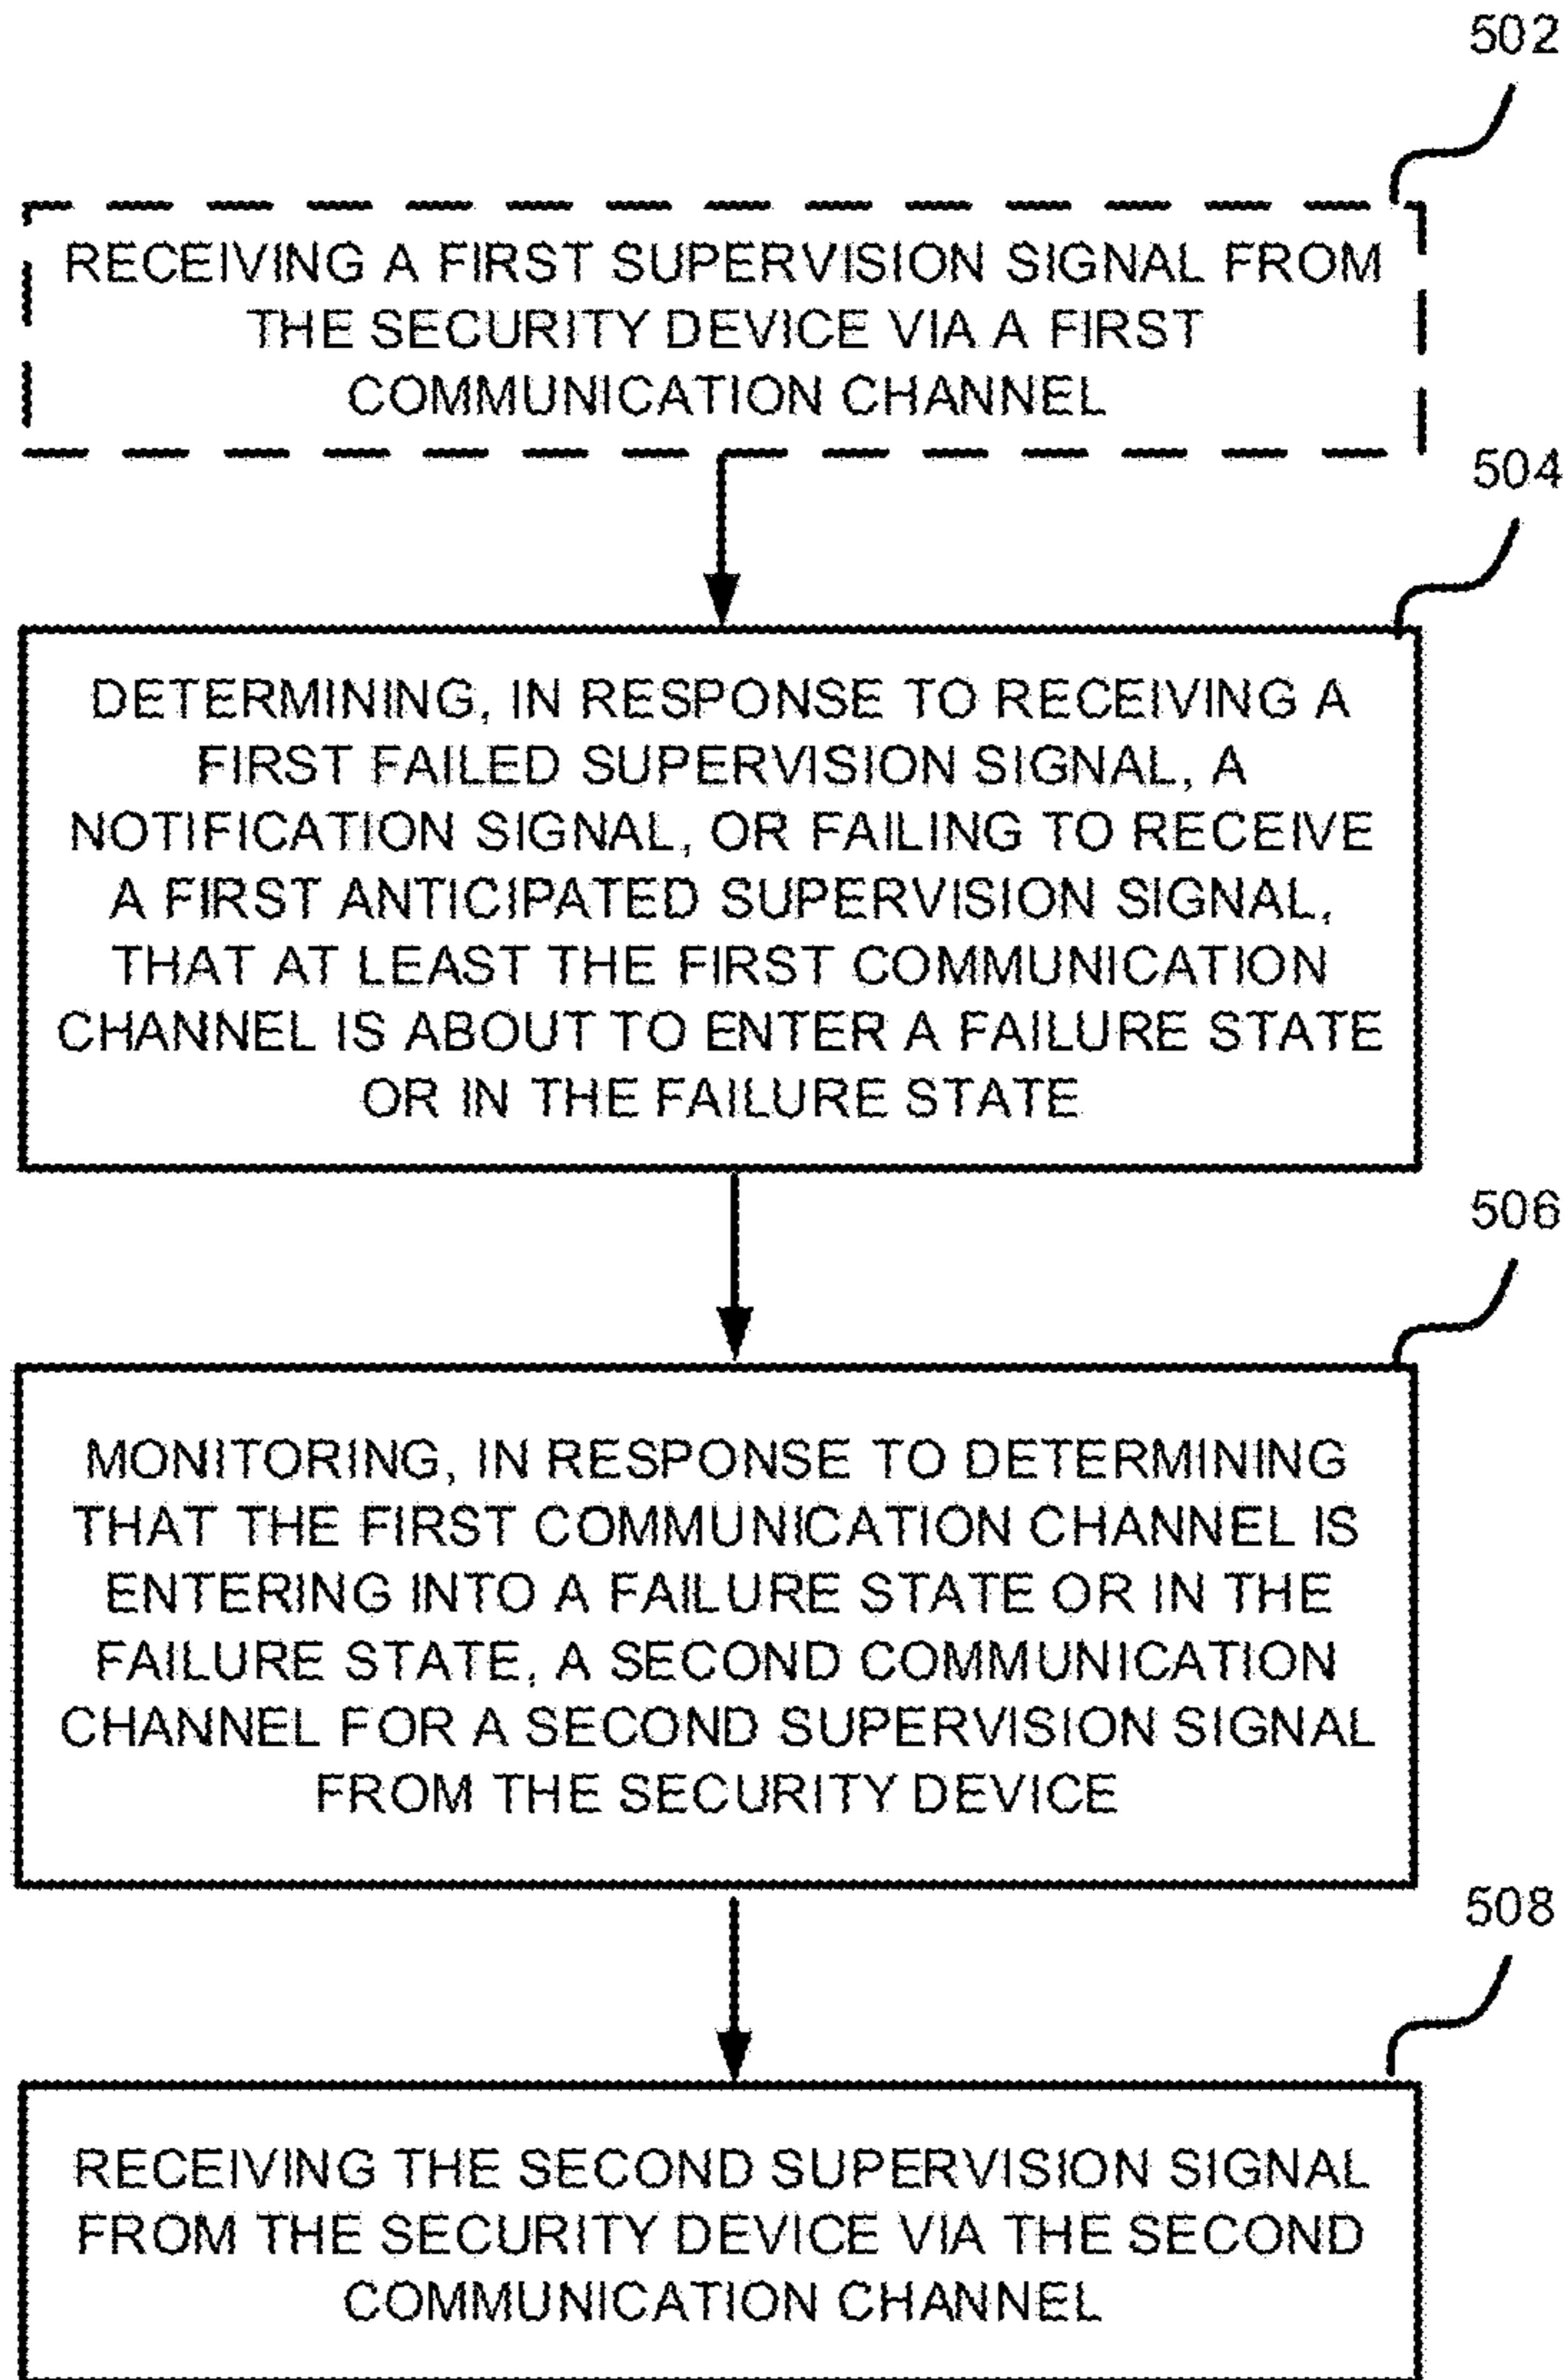 502
RECEIVING A FIRST SUPERVISION SIGNAL FROM
THE SECURITY DEVICE VIA A FIRST
COMMUNICATION CHANNEL
504
DETERMINING, IN RESPONSE TO RECEIVING A
FIRST FAILED SUPERVISION SIGNAL, A
NOTIFICATION SIGNAL, OR FAILING TO RECEIVE
A FIRST ANTICIPATED SUPERVISION SIGNAL,
THAT AT LEAST THE FIRST COMMUNICATION
CHANNEL IS ABOUT TO ENTER A FAILURE STATE
OR IN THE FAILURE STATE
506
MONITORING, IN RESPONSE TO DETERMINING
THAT THE FIRST COMMUNICATION CHANNEL IS
ENTERING INTO A FAILURE STATE OR IN THE
FAILURE STATE, A SECOND COMMUNICATION
CHANNEL FOR A SECOND SUPERVISION SIGNAL
FROM THE SECURITY DEVICE
508
RECEIVING THE SECOND SUPERVISION SIGNAL
FROM THE SECURITY DEVICE VIA THE SECOND
COMMUNICATION CHANNEL